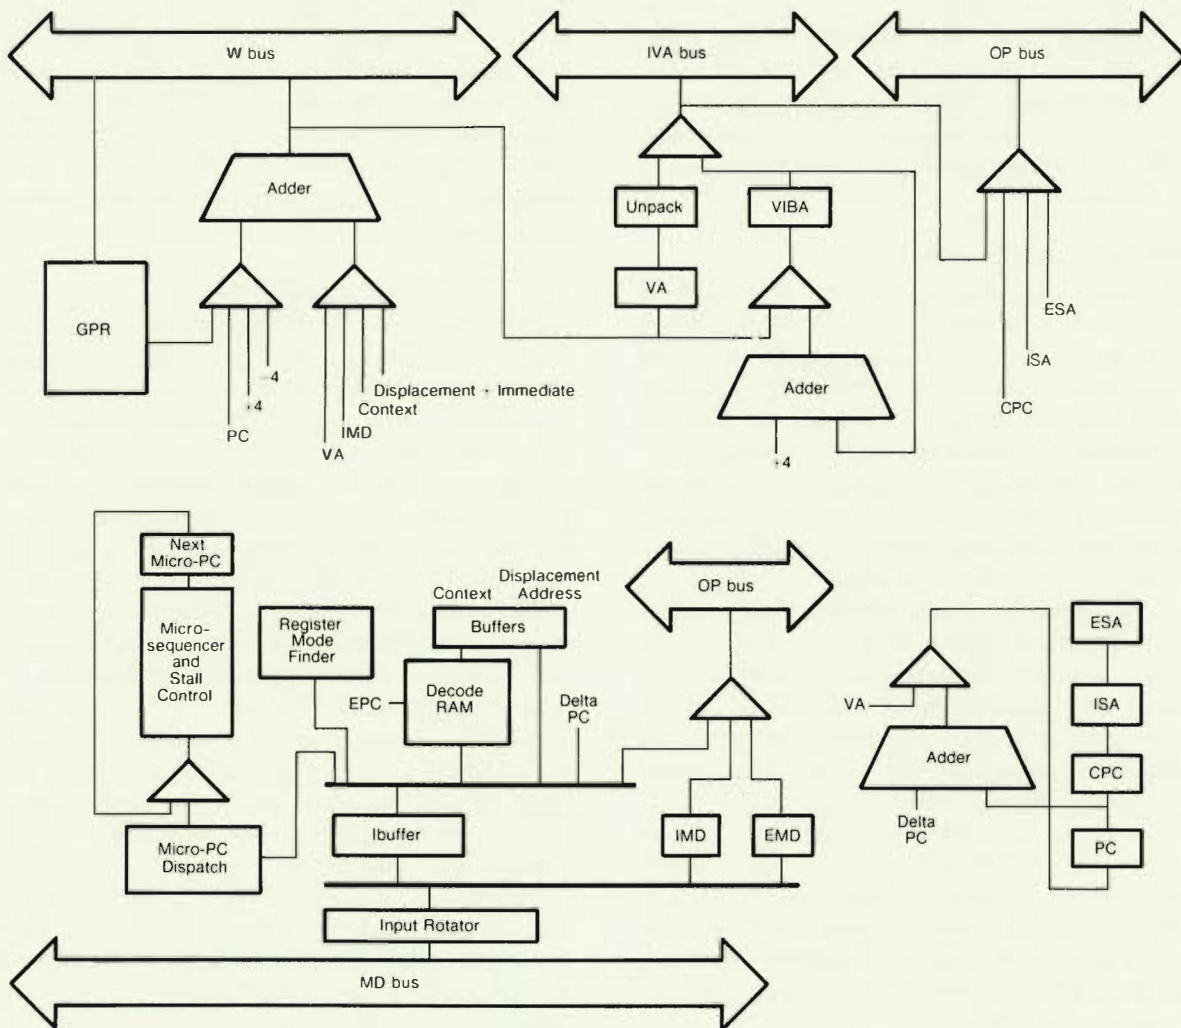 W bus
IVA bus
OP bus
Adder
Unpack
VIBA
GPR
VA
ESA
-4
Displacement + Immediate
Adder
ISA
+4
Context
CPC
PC
IMD
VA
+4
Next
Micro-PC
Displacement
Address
Context
OP bus
Buffers
Micro-
sequencer
and
Stall
Control
Register
Mode
Finder
ESA
EPC
Decode
RAM
Delta
PC
VA
ISA
Adder
CPC
Micro-PC
Dispatch
Ibuffer
IMD
EMD
Delta
PC
PC
Input Rotator
MD bus